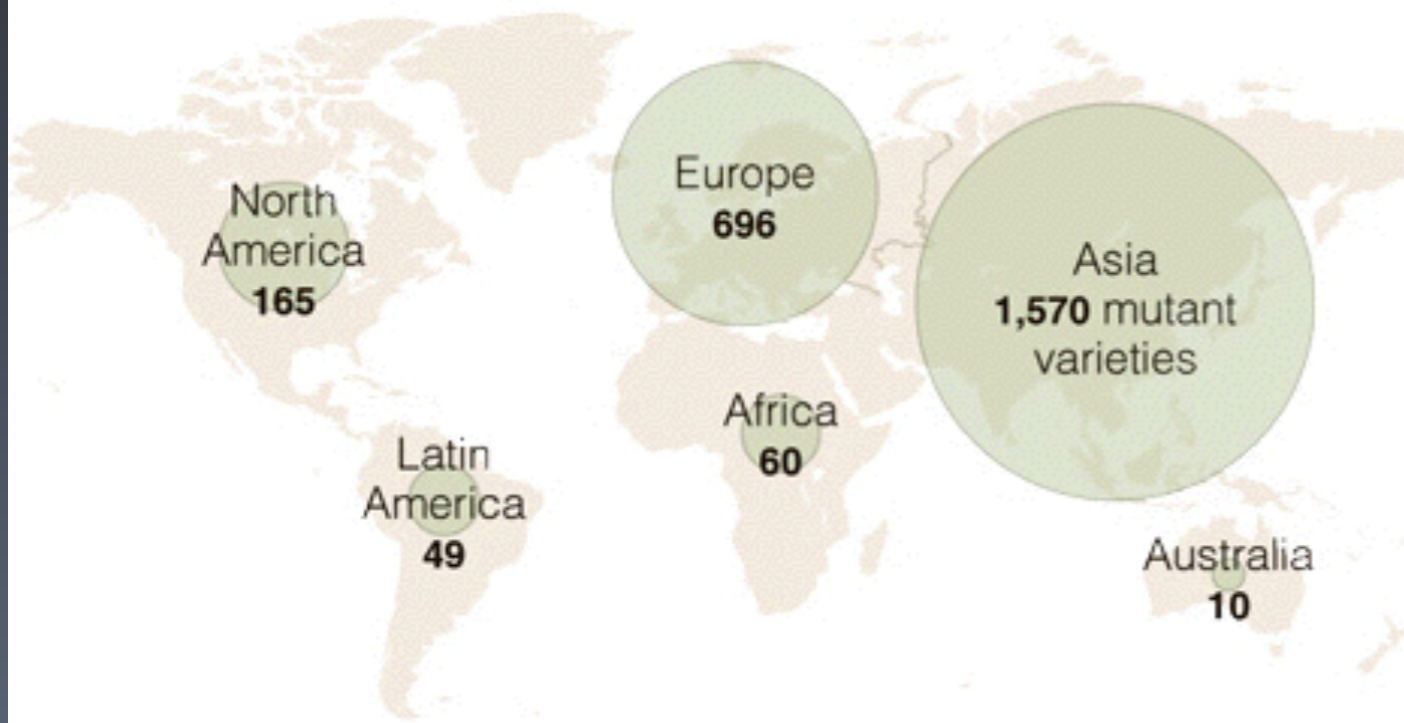 North
America
165
Europe
696
Asia
1,570 mutant
varieties
Africa
60
Latin
America
49
Australia
10